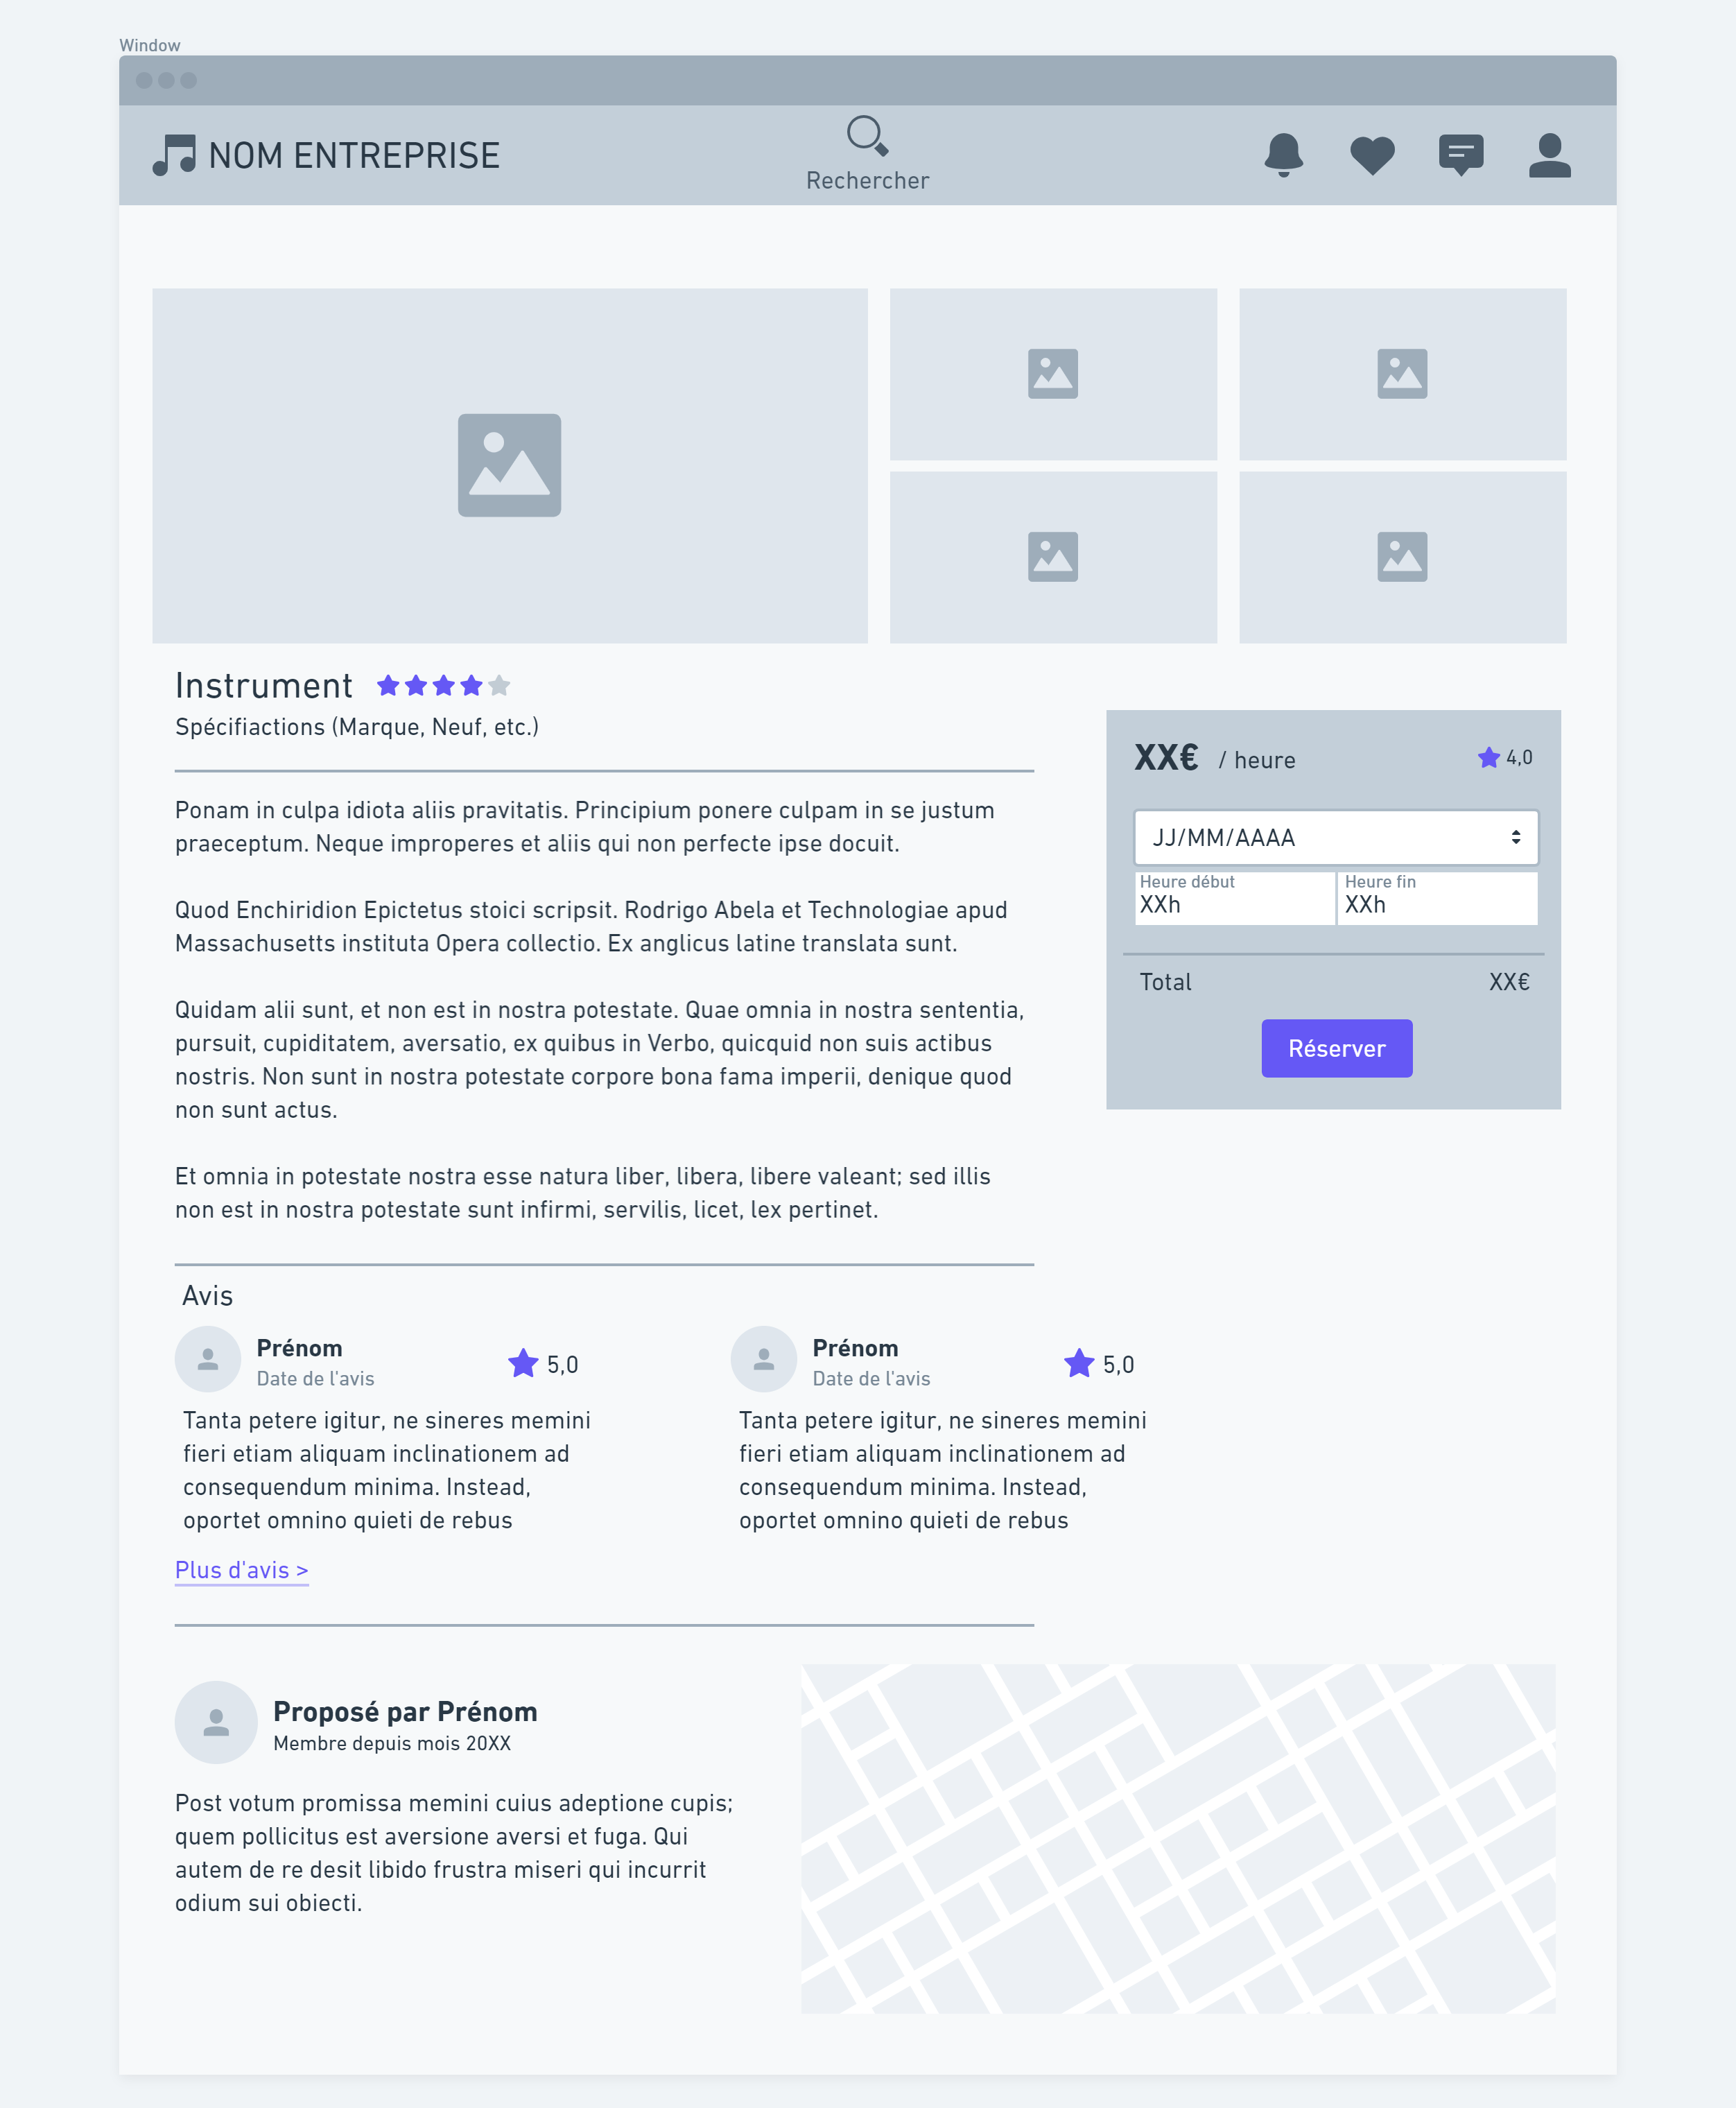 Window
NOM ENTREPRISE
Rechercher
Instrument
Spécifiactions (Marque, Neuf, etc.)
Ponam in culpa idiota aliis pravitatis. Principium ponere culpam in se justum
praeceptum. Neque improperes et aliis qui non perfecte ipse docuit.
Quod Enchiridion Epictetus stoici scripsit. Rodrigo Abela et Technologiae apud
Massachusetts instituta Opera collectio. Ex anglicus latine translata sunt.
Quidam alii sunt, et non est in nostra potestate. Quae omnia in nostra sententia,
pursuit, cupiditatem, aversatio, ex quibus in Verbo, quicquid non suis actibus
nostris. Non sunt in nostra potestate corpore bona fama imperii, denique quod
non sunt actus.
Et omnia in potestate nostra esse natura liber, libera, libere valeant; sed illis
non est in nostra potestate sunt infirmi, servilis, licet, lex pertinet.
XX€ / heure 4,0
JJ/MM/AAAA
Heure début Heure fin
XXh XXh
Total XX€
Réserver
Avis
Prénom
Date de l'avis
5,0
Tanta petere igitur, ne sineres memini
fieri etiam aliquam inclinationem ad
consequendum minima. Instead,
oportet omnino quieti de rebus
Prénom
Date de l'avis
5,0
Tanta petere igitur, ne sineres memini
fieri etiam aliquam inclinationem ad
consequendum minima. Instead,
oportet omnino quieti de rebus
Plus d'avis >
Proposé par Prénom
Membre depuis mois 20XX
Post votum promissa memini cuius adeptione cupis;
quem pollicitus est aversione aversi et fuga. Qui
autem de re desit libido frustra miseri qui incurrit
odium sui obiecti.